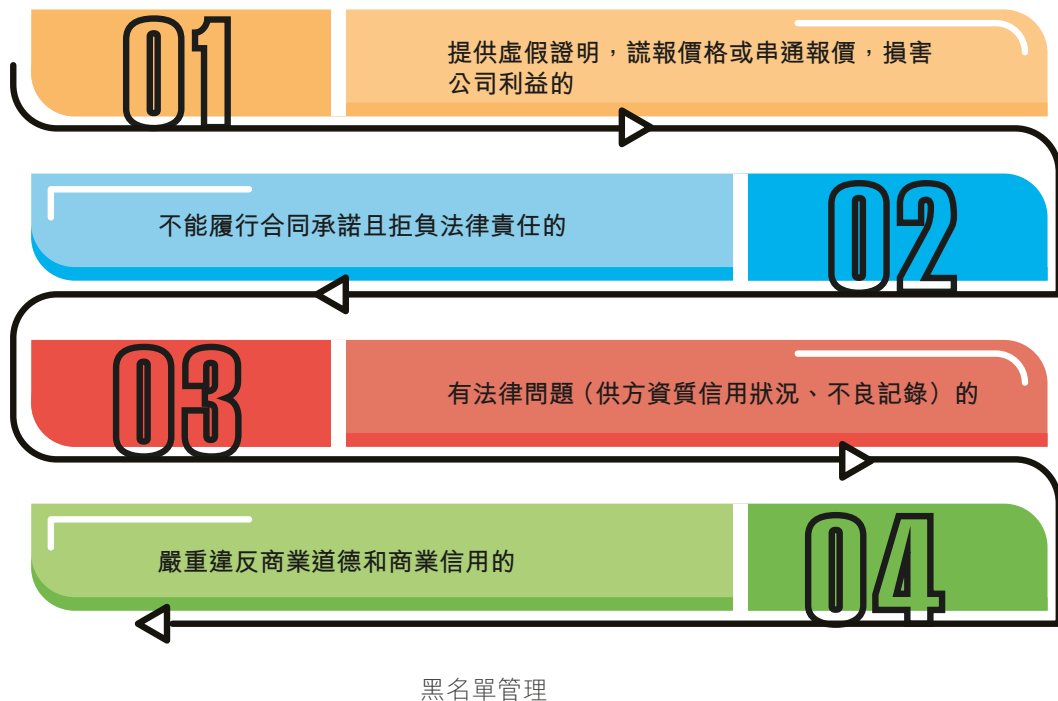 01
提供虛假證明，謊報價格或串通報價，損害
公司利益的
不能履行合同承諾且拒負法律責任的
02
03
有法律問題（供方資質信用狀況、不良記錄）的
嚴重違反商業道德和商業信用的
04
黑名單管理